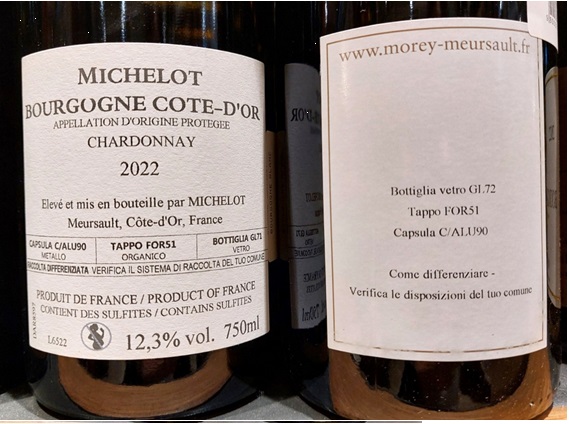 MICHELOT
BOURGOGNE COTE-D'OR
APPELLATION D'ORIGINE PROTEGEE
CHARDONNAY
2022
Elevé et mis en bouteille par MICHELOT
Meursault, Côte-d'Or, France
CAPSULA C/ALU90
METALLO
TAPPO FOR51
ORGANICO
BOTTIGLIA GL71
VETRO
RACCOLTA DIFFERENZIATA VERIFICA IL SISTEMA DI RACCOLTA DEL TUO COMUNE
PRODUIT DE FRANCE / PRODUCT OF FRANCE
CONTIENT DES SULFITES / CONTAINS SULFITES
L6522
12,3% vol. 750ml
www.morey-meursault.fr
Bottiglia vetro GL72
Tappo FOR51
Capsula C/ALU90
Come differenziare -
Verifica le disposizioni del tuo comune